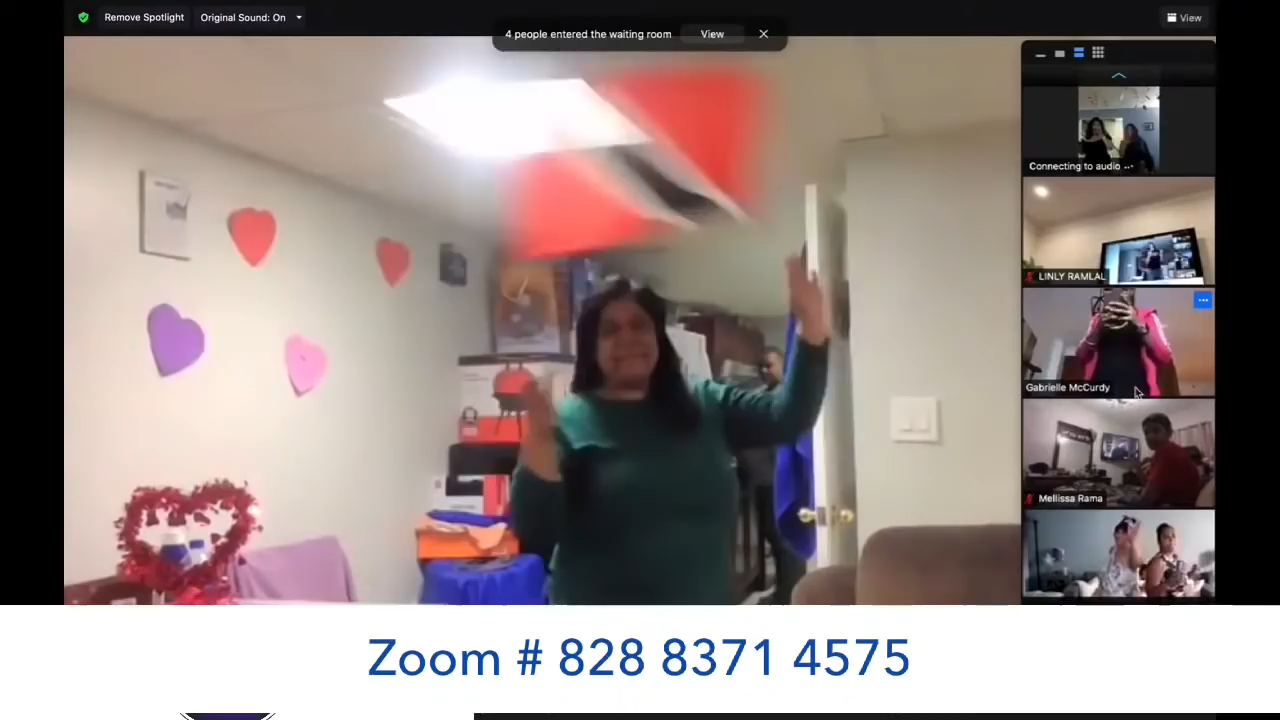 Remove Spotlight
Original Sound: On
View
4 people entered the waiting room
View
Connecting to audio ...
LINLY RAMLAL
Gabrielle McCurdy
Mellissa Rama
Zoom # 828 8371 4575